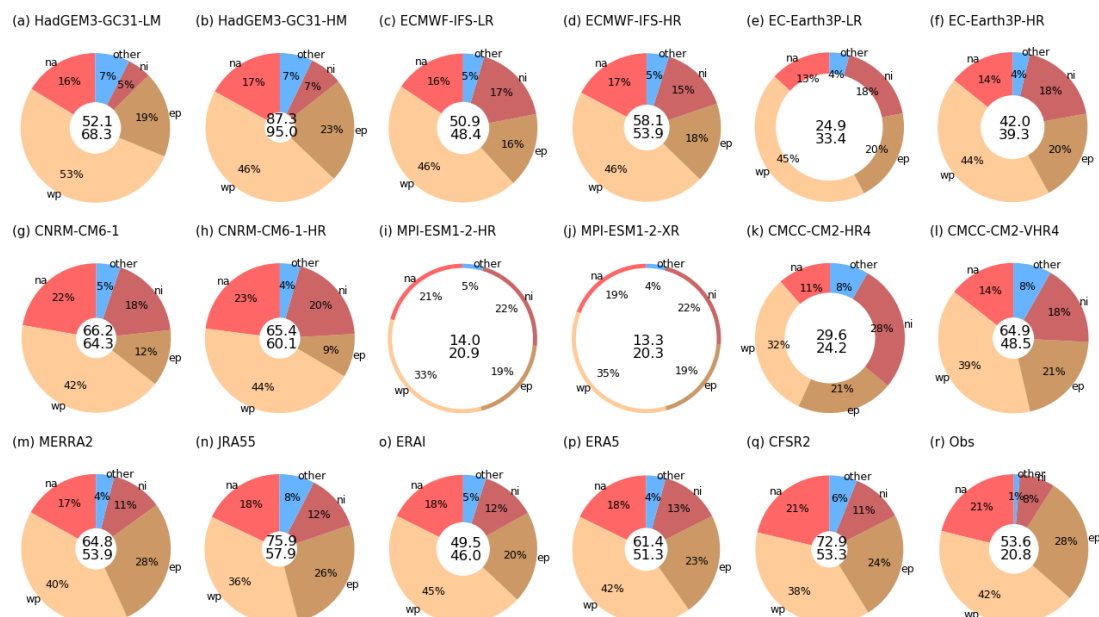 (a) HadGEM3-GC31-LM
other
7%
ni
5%
na
16%
19%
ep
52.1
68.3
53%
wp
(b) HadGEM3-GC31-HM
other
7%
ni
7%
na
17%
87.3
95.0
23%
ep
46%
wp
(c) ECMWF-IFS-LR
other
5%
ni
17%
na
16%
50.9
48.4
16%
ep
46%
wp
(d) ECMWF-IFS-HR
other
5%
ni
15%
na
17%
58.1
53.9
18%
ep
46%
wp
(e) EC-Earth3P-LR
other
4%
ni
18%
na
13%
24.9
33.4
20%
ep
45%
wp
(f) EC-Earth3P-HR
other
4%
ni
18%
na
14%
42.0
39.3
20%
ep
44%
wp
(g) CNRM-CM6-1
other
5%
ni
18%
na
22%
66.2
64.3
12%
ep
42%
wp
(h) CNRM-CM6-1-HR
other
4%
ni
20%
na
23%
65.4
60.1
9%
ep
44%
wp
(i) MPI-ESM1-2-HR
other
5%
ni
22%
na
21%
14.0
20.9
19%
ep
33%
wp
(j) MPI-ESM1-2-XR
other
4%
ni
22%
na
19%
13.3
20.3
19%
ep
35%
wp
(k) CMCC-CM2-HR4
other
8%
na
11%
28%
ni
29.6
24.2
32%
wp
21%
ep
(l) CMCC-CM2-VHR4
other
8%
ni
18%
na
14%
64.9
48.5
21%
ep
39%
wp
(m) MERRA2
other
4%
ni
11%
na
17%
64.8
53.9
28%
ep
40%
wp
(n) JRA55
other
8%
ni
12%
na
18%
75.9
57.9
26%
ep
36%
wp
(o) ERAI
other
5%
ni
12%
na
18%
49.5
46.0
20%
ep
45%
wp
(p) ERA5
other
4%
ni
13%
na
18%
61.4
51.3
23%
ep
42%
wp
(q) CFSR2
other
6%
ni
11%
na
21%
72.9
53.3
24%
ep
38%
wp
(r) Obs
other
1%
ni
8%
na
21%
53.6
20.8
28%
ep
42%
wp